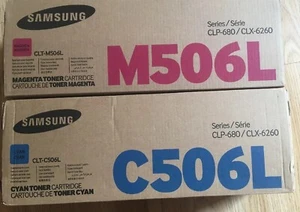 SAMSUNG
Series / Série
CLP-680 / CLX-6260
CLT-M506L
M506L
MAGENTA TONER CARTRIDGE
CARTOUCHE DE TONER MAGENTA
SAMSUNG
Series / Série
CLP-680 / CLX-6260
CLT-C506L
C506L
CYAN TONER CARTRIDGE
CARTOUCHE DE TONER CYAN